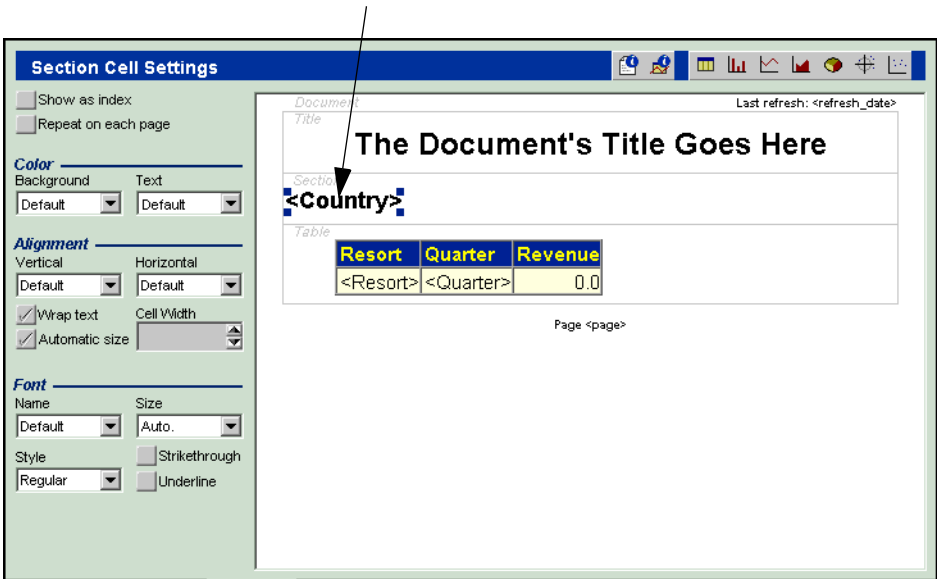 Section Cell Settings
Show as index
Repeat on each page
Color
Background Text
Default Default
Alignment
Vertical Horizontal
Default Default
Wrap text Cell Width
Automatic size
Font
Name Size
Default Auto.
Style Strikethrough
Regular Underline
Document Last refresh: <refresh_date>
Title
The Document's Title Goes Here
Section
<Country>
Table
Resort Quarter Revenue
<Resort> <Quarter> 0.0
Page <page>